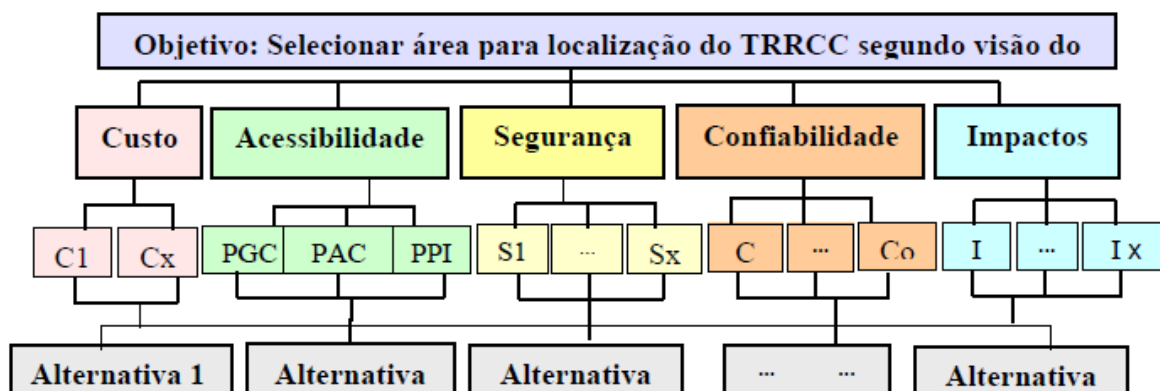 Objetivo: Selecionar área para localização do TRRCC segundo visão do
Custo Acessibilidade Segurança Confiabilidade Impactos
C1 Cx PGC PAC PPI S1 ... Sx C ... Co I ... I x
Alternativa 1 Alternativa Alternativa ... ... Alternativa